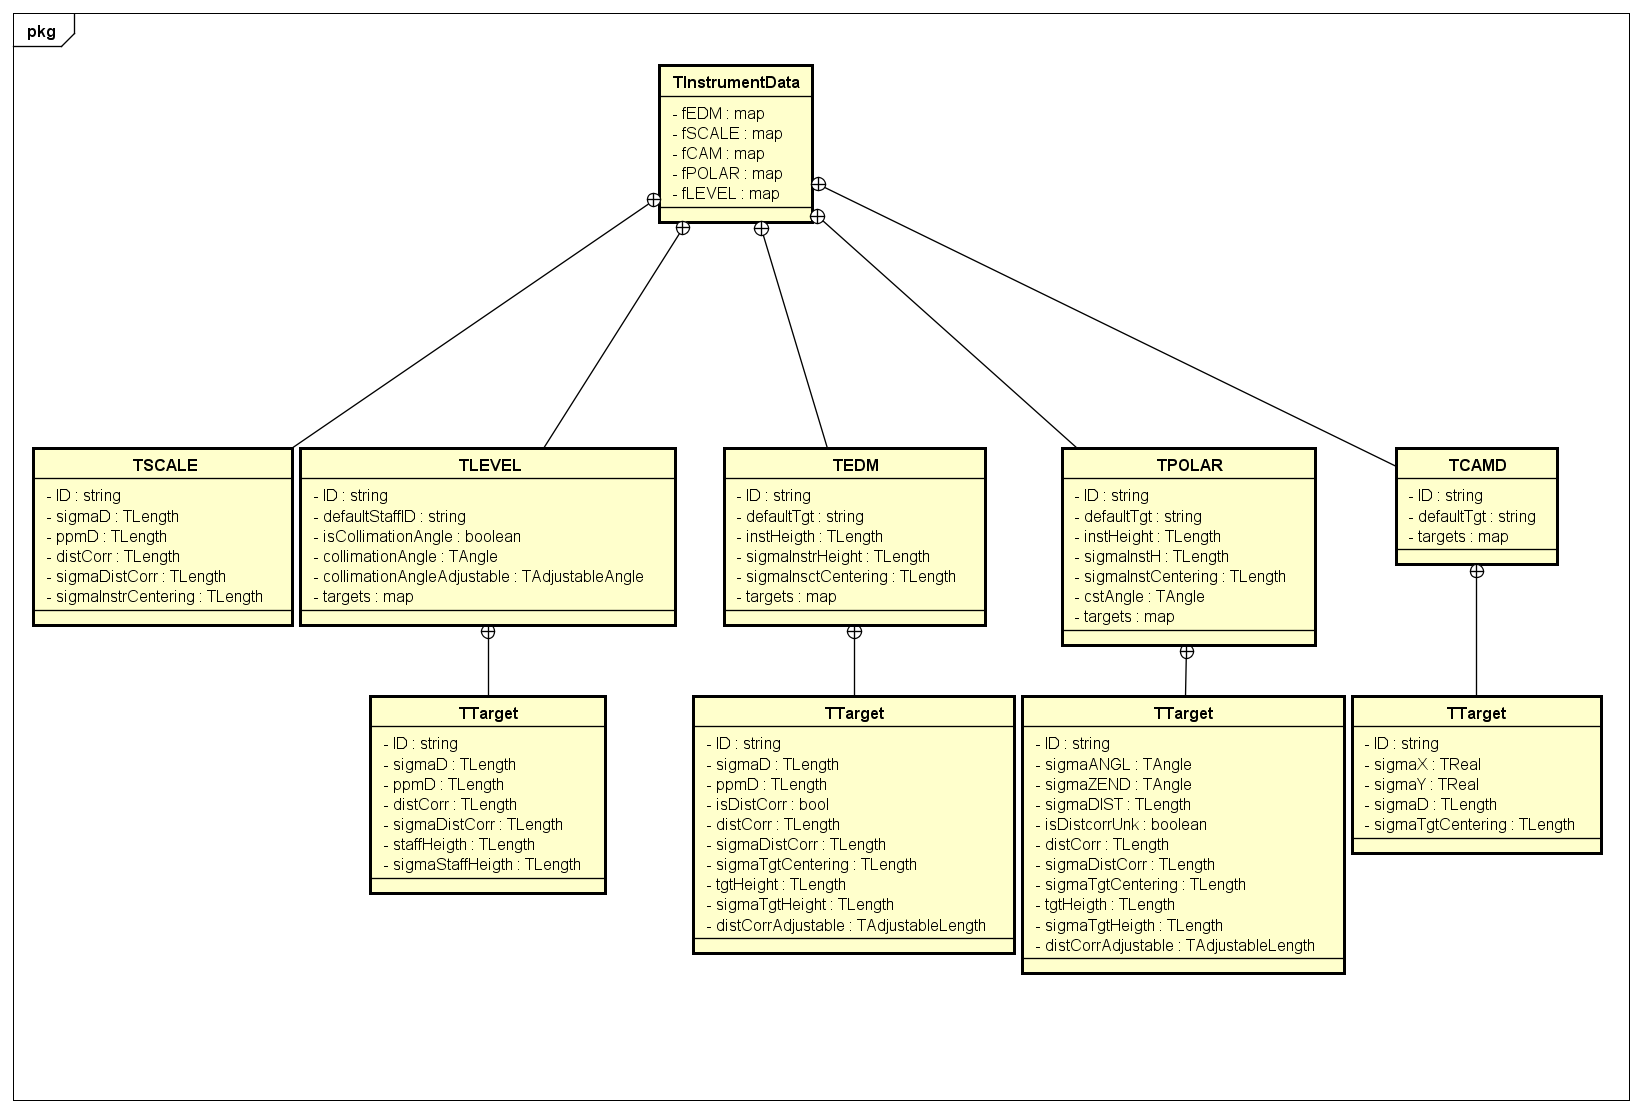 pkg
TInstrumentData
- fEDM : map
- fSCALE : map
- fCAM : map
- fPOLAR : map
- fLEVEL : map
TSCALE
- ID : string
- sigmaD : TLength
- ppmD : TLength
- distCorr : TLength
- sigmaDistCorr : TLength
- sigmaInstrCentering : TLength
TLEVEL
- ID : string
- defaultStaffID : string
- isCollimationAngle : boolean
- collimationAngle : TAngle
- collimationAngleAdjustable : TAdjustableAngle
- targets : map
TEDM
- ID : string
- defaultTgt : string
- instHeigth : TLength
- sigmaInstrHeight : TLength
- sigmaInsctCentering : TLength
- targets : map
TPOLAR
- ID : string
- defaultTgt : string
- instHeight : TLength
- sigmaInstH : TLength
- sigmaInstCentering : TLength
- cstAngle : TAngle
- targets : map
TCAMD
- ID : string
- defaultTgt : string
- targets : map
TTarget
- ID : string
- sigmaD : TLength
- ppmD : TLength
- distCorr : TLength
- sigmaDistCorr : TLength
- staffHeigth : TLength
- sigmaStaffHeigth : TLength
TTarget
- ID : string
- sigmaD : TLength
- ppmD : TLength
- isDistCorr : bool
- distCorr : TLength
- sigmaDistCorr : TLength
- sigmaTgtCentering : TLength
- tgtHeight : TLength
- sigmaTgtHeight : TLength
- distCorrAdjustable : TAdjustableLength
TTarget
- ID : string
- sigmaANGL : TAngle
- sigmaZEND : TAngle
- sigmaDIST : TLength
- isDistcorrUnk : boolean
- distCorr : TLength
- sigmaDistCorr : TLength
- sigmaTgtCentering : TLength
- tgtHeigth : TLength
- sigmaTgtHeigth : TLength
- distCorrAdjustable : TAdjustableLength
TTarget
- ID : string
- sigmaX : TReal
- sigmaY : TReal
- sigmaD : TLength
- sigmaTgtCentering : TLength